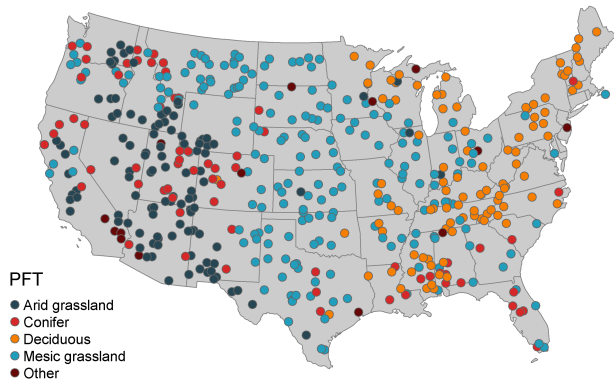 PFT
Arid grassland
Conifer
Deciduous
Mesic grassland
Other